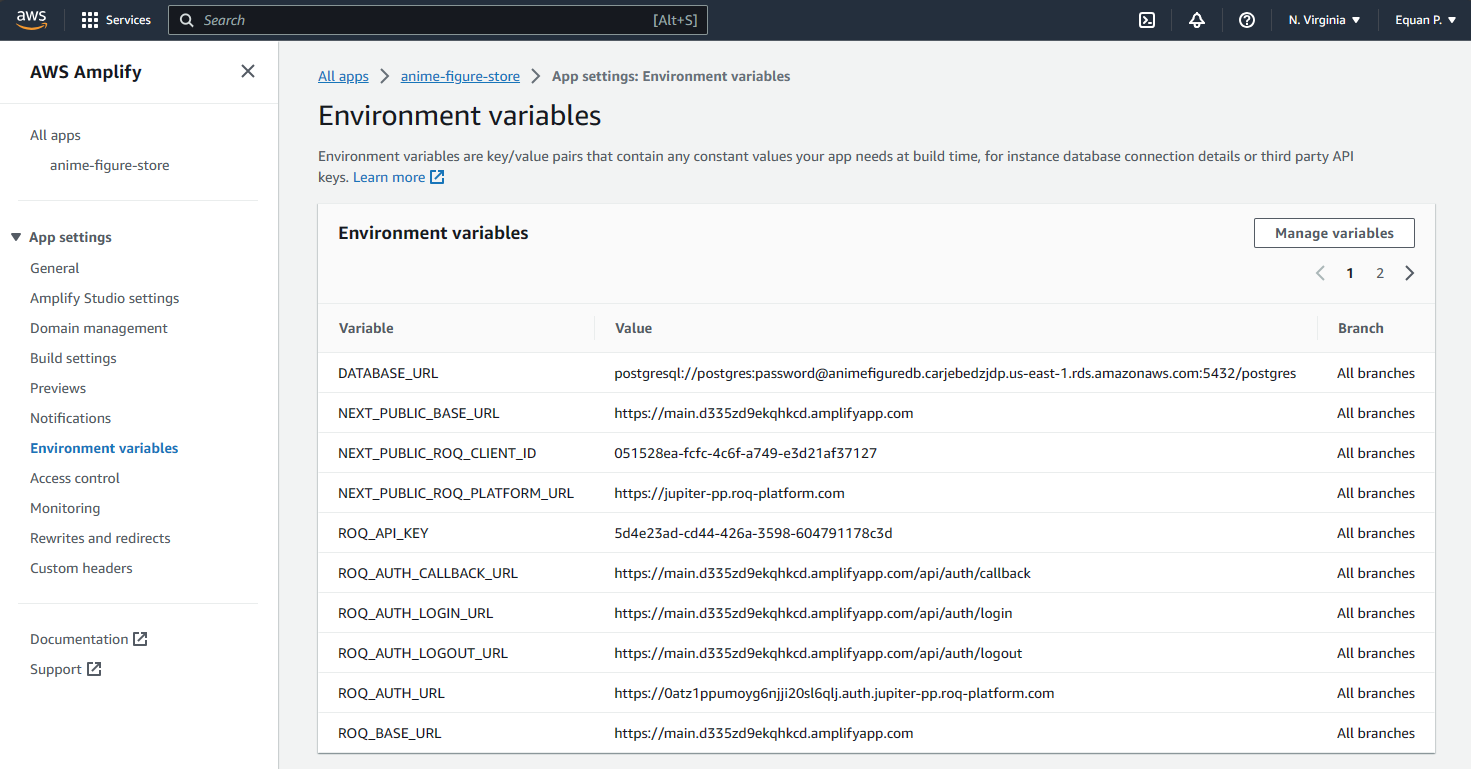 aws Services Search [Alt+S] N. Virginia Equan P.
AWS Amplify
All apps
anime-figure-store
App settings
General
Amplify Studio settings
Domain management
Build settings
Previews
Notifications
Environment variables
Access control
Monitoring
Rewrites and redirects
Custom headers
Documentation
Support
All apps anime-figure-store App settings: Environment variables
Environment variables
Environment variables are key/value pairs that contain any constant values your app needs at build time, for instance database connection details or third party API
keys. Learn more
Environment variables Manage variables
1 2
Variable Value Branch
DATABASE_URL postgresql://postgres:password@animefiguredb.carjebedzjdp.us-east-1.rds.amazonaws.com:5432/postgres All branches
NEXT_PUBLIC_BASE_URL https://main.d335zd9ekqhkcd.amplifyapp.com All branches
NEXT_PUBLIC_ROQ_CLIENT_ID 051528ea-fcfc-4c6f-a749-e3d21af37127 All branches
NEXT_PUBLIC_ROQ_PLATFORM_URL https://jupiter-pp.roq-platform.com All branches
ROQ_API_KEY 5d4e23ad-cd44-426a-3598-604791178c3d All branches
ROQ_AUTH_CALLBACK_URL https://main.d335zd9ekqhkcd.amplifyapp.com/api/auth/callback All branches
ROQ_AUTH_LOGIN_URL https://main.d335zd9ekqhkcd.amplifyapp.com/api/auth/login All branches
ROQ_AUTH_LOGOUT_URL https://main.d335zd9ekqhkcd.amplifyapp.com/api/auth/logout All branches
ROQ_AUTH_URL https://0atz1ppumoyg6njji20sl6qlj.auth.jupiter-pp.roq-platform.com All branches
ROQ_BASE_URL https://main.d335zd9ekqhkcd.amplifyapp.com All branches